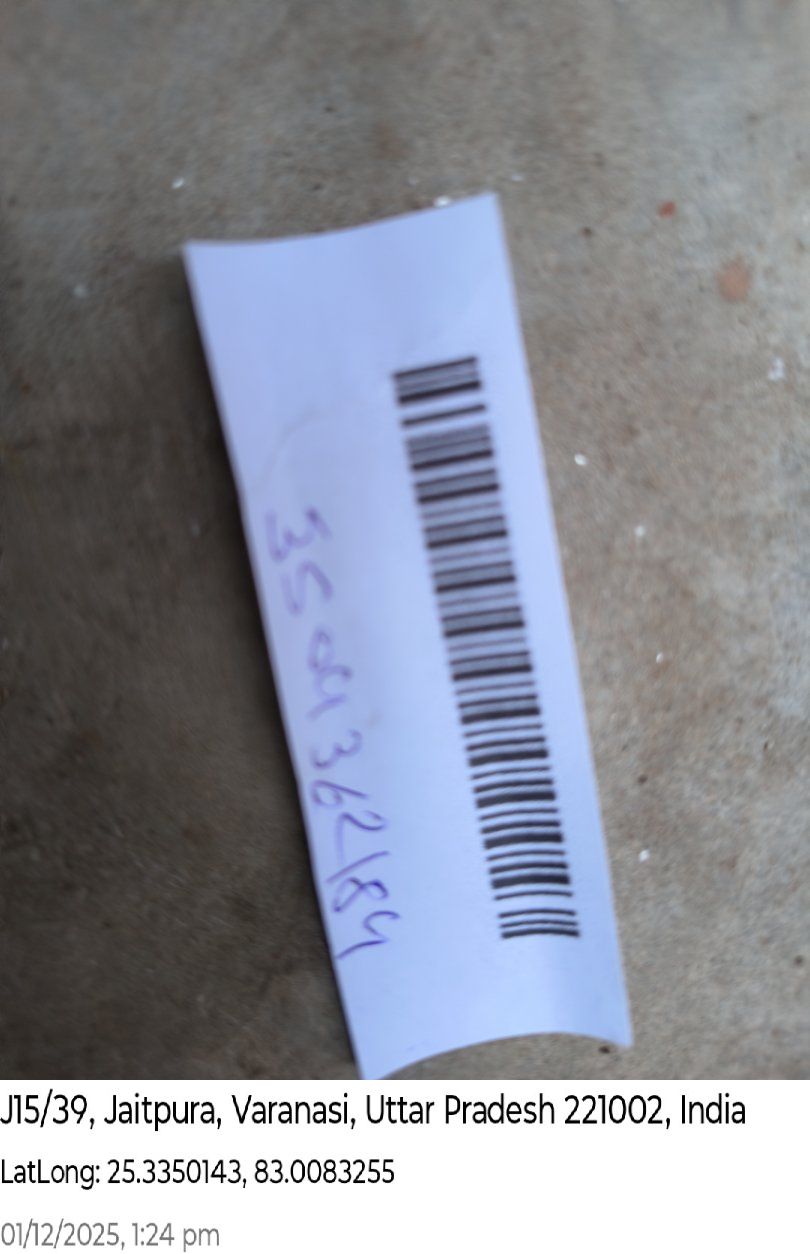 3504362184
J15/39, Jaitpura, Varanasi, Uttar Pradesh 221002, India
LatLong: 25.3350143, 83.0083255
01/12/2025, 1:24 pm